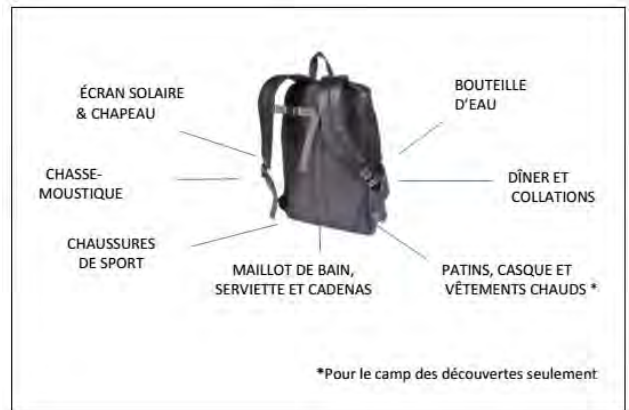 ÉCRAN SOLAIRE
& CHAPEAU
BOUTEILLE
D'EAU
CHASSE-
MOUSTIQUE
DÎNER ET
COLLATIONS
CHAUSSURES
DE SPORT
MAILLOT DE BAIN,
SERVIETTE ET CADENAS
PATINS, CASQUE ET
VÊTEMENTS CHAUDS *
*Pour le camp des découvertes seulement